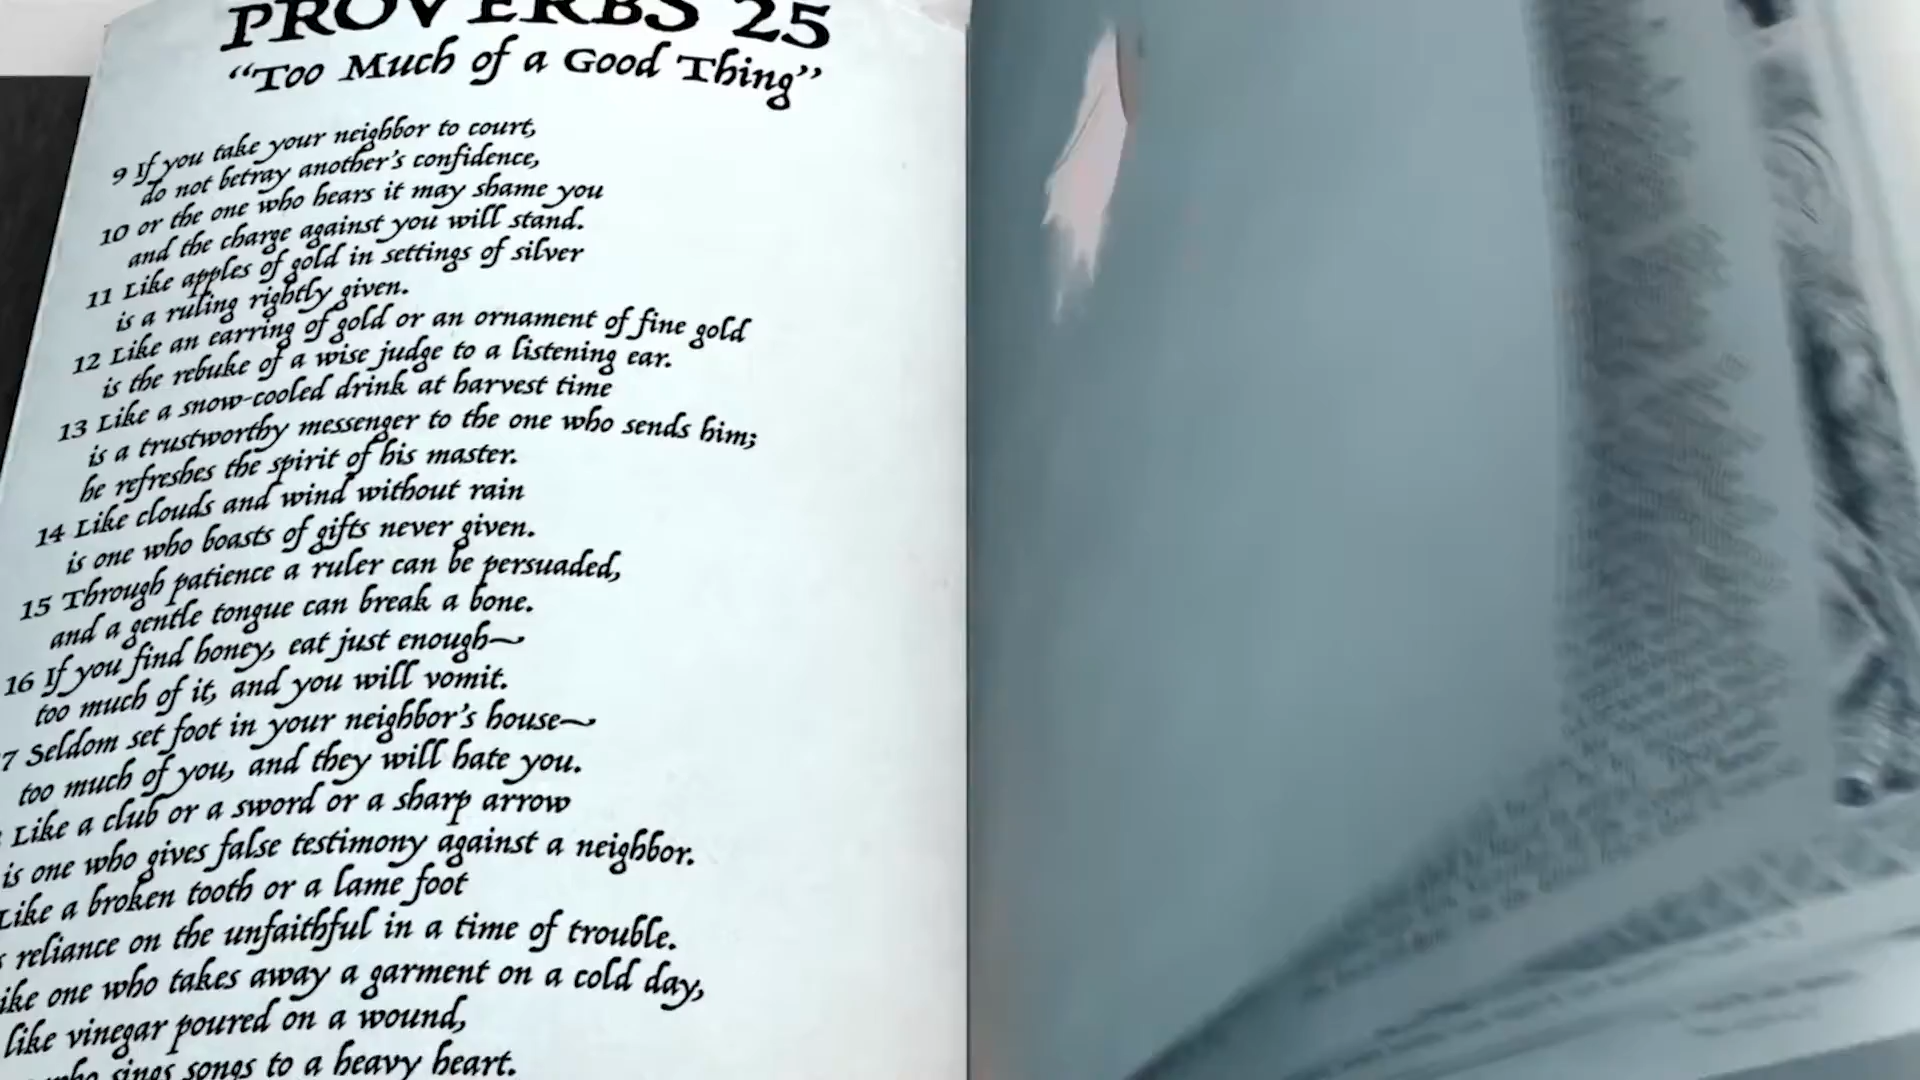 PROVERBS 25
“Too Much of a Good Thing”
9 If you take your neighbor to court,
do not betray another's confidence,
10 or the one who hears it may shame you
and the charge against you will stand.
11 Like apples of gold in settings of silver
is a ruling rightly given.
12 Like an earring of gold or an ornament of fine gold
is the rebuke of a wise judge to a listening ear.
13 Like a snow-cooled drink at harvest time
is a trustworthy messenger to the one who sends him;
he refreshes the spirit of his master.
14 Like clouds and wind without rain
is one who boasts of gifts never given.
15 Through patience a ruler can be persuaded,
and a gentle tongue can break a bone.
16 If you find honey, eat just enough~
too much of it, and you will vomit.
7 Seldom set foot in your neighbor's house~
too much of you, and they will hate you.
Like a club or a sword or a sharp arrow
is one who gives false testimony against a neighbor.
Like a broken tooth or a lame foot
s reliance on the unfaithful in a time of trouble.
ike one who takes away a garment on a cold day,
like vinegar poured on a wound,
who sings songs to a heavy heart.